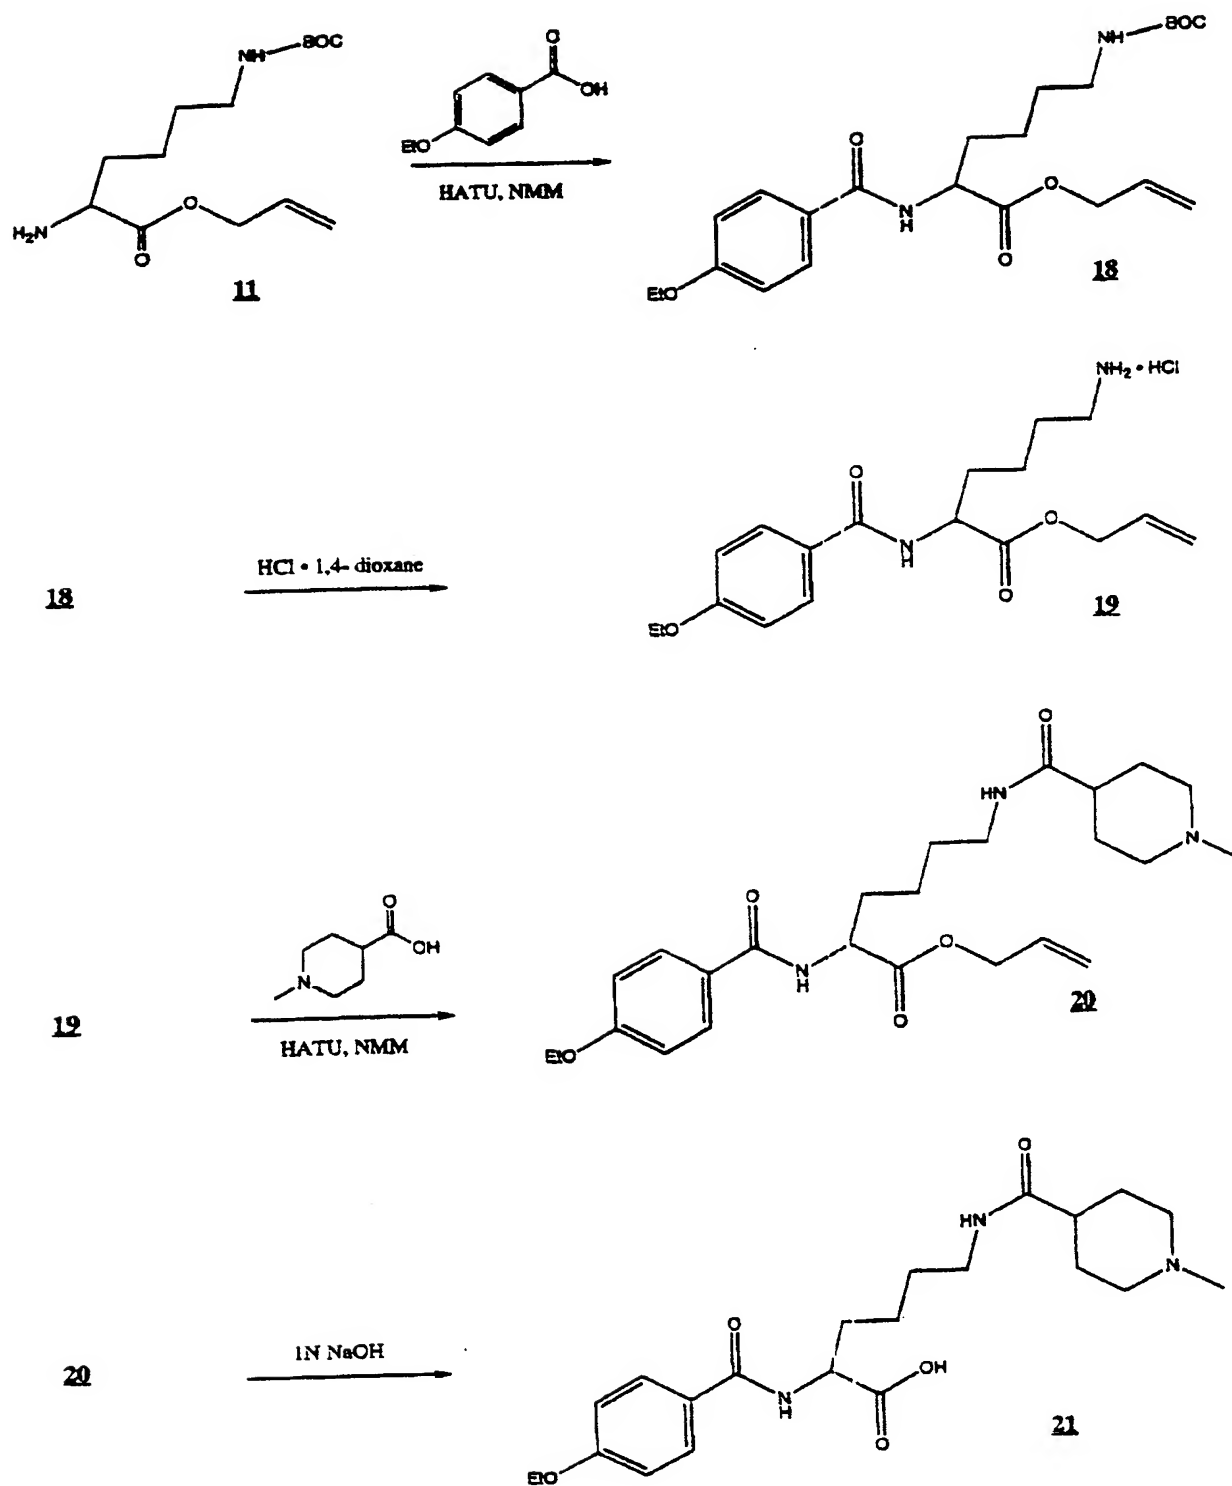 NH BOC
O
OH
EtO
H₂N
O
O
11
HATU, NMM
NH BOC
O
N
H
O
O
EtO
18
18
HCl • 1,4- dioxane
NH₂ • HCl
O
N
H
O
O
EtO
19
19
O
OH
N
HATU, NMM
O
HN
N
O
N
H
O
O
EtO
20
20
1N NaOH
O
HN
N
O
N
H
OH
O
EtO
21